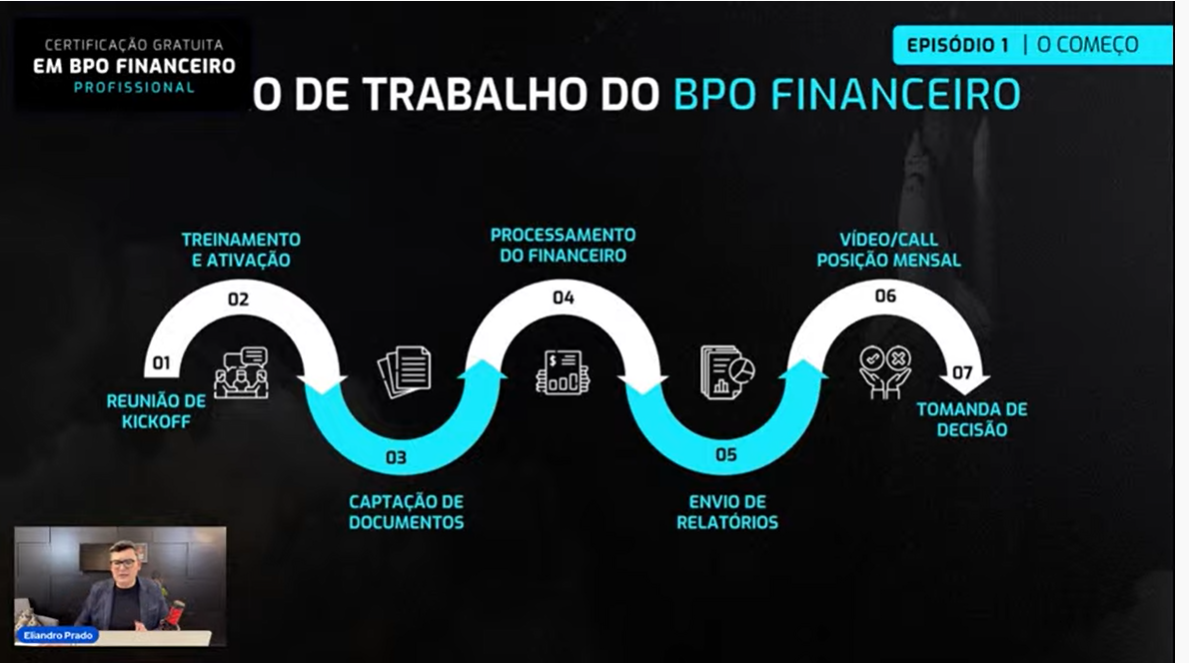 CERTIFICAÇÃO GRATUITA
EM BPO FINANCEIRO
PROFISSIONAL
EPISÓDIO 1 | O COMEÇO
O DE TRABALHO DO BPO FINANCEIRO
TREINAMENTO
E ATIVAÇÃO
PROCESSAMENTO
DO FINANCEIRO
VÍDEO/CALL
POSIÇÃO MENSAL
02
04
06
01
07
REUNIÃO DE
KICKOFF
TOMANDA DE
DECISÃO
03
05
CAPTAÇÃO DE
DOCUMENTOS
ENVIO DE
RELATÓRIOS
Eliandro Prado